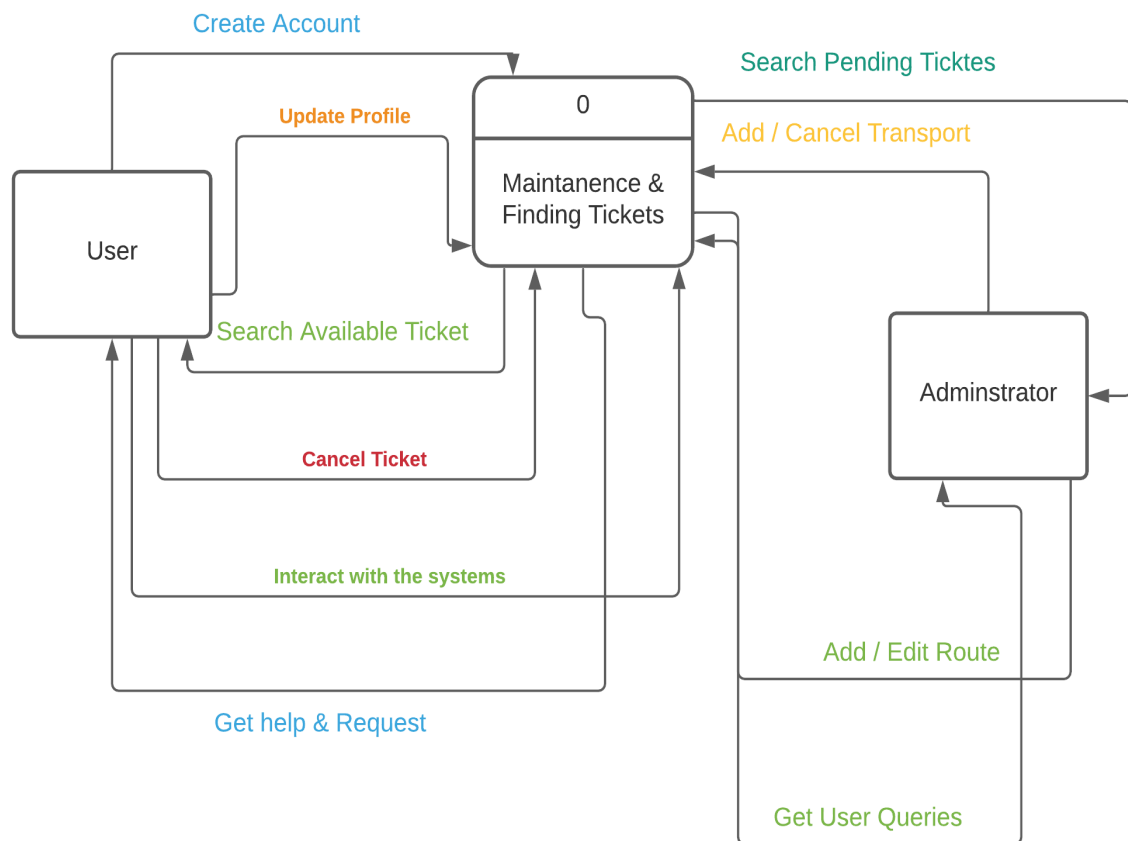 Create Account
Search Pending Ticktes
0
Update Profile
Add / Cancel Transport
Maintanence &
Finding Tickets
User
Search Available Ticket
Adminstrator
Cancel Ticket
Interact with the systems
Add / Edit Route
Get help & Request
Get User Queries